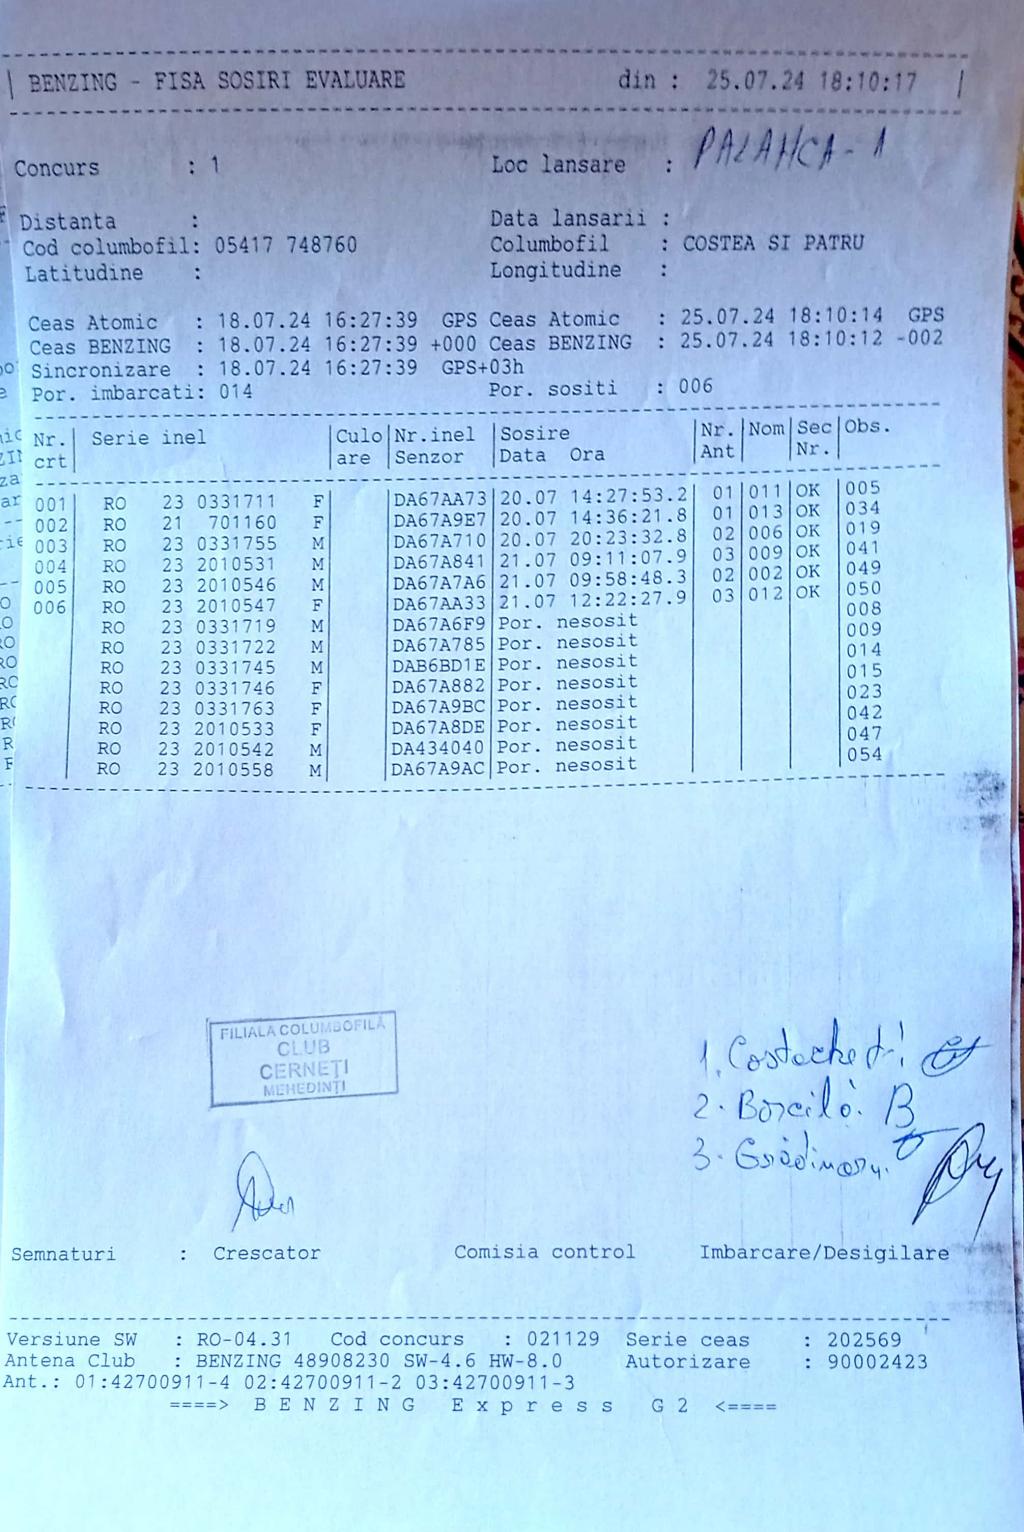 BENZING - FISA SOSIRI EVALUARE din : 25.07.24 18:10:17
Concurs : 1 Loc lansare : PALANCA - 1
Distanta : Data lansarii :
Cod columbofil: 05417 748760 Columbofil : COSTEA SI PATRU
Latitudine : Longitudine :
Ceas Atomic : 18.07.24 16:27:39 GPS Ceas Atomic : 25.07.24 18:10:14 GPS
Ceas BENZING : 18.07.24 16:27:39 +000 Ceas BENZING : 25.07.24 18:10:12 -002
Sincronizare : 18.07.24 16:27:39 GPS+03h
Por. imbarcati: 014 Por. sositi : 006
Nr. Serie inel Culo Nr.inel Sosire Nr. Nom Sec Obs.
crt are Senzor Data Ora Ant Nr.
001 RO 23 0331711 F DA67AA73 20.07 14:27:53.2 01 011 OK 005
002 RO 21 701160 F DA67A9E7 20.07 14:36:21.8 01 013 OK 034
003 RO 23 0331755 M DA67A710 20.07 20:23:32.8 02 006 OK 019
004 RO 23 2010531 M DA67A841 21.07 09:11:07.9 03 009 OK 041
005 RO 23 2010546 M DA67A7A6 21.07 09:58:48.3 02 002 OK 049
006 RO 23 2010547 F DA67AA33 21.07 12:22:27.9 03 012 OK 050
RO 23 0331719 M DA67A6F9 Por. nesosit 008
RO 23 0331722 M DA67A785 Por. nesosit 009
RO 23 0331745 M DAB6BD1E Por. nesosit 014
RO 23 0331746 F DA67A882 Por. nesosit 015
RO 23 0331763 F DA67A9BC Por. nesosit 023
RO 23 2010533 F DA67A8DE Por. nesosit 042
RO 23 2010542 M DA434040 Por. nesosit 047
RO 23 2010558 M DA67A9AC Por. nesosit 054
FILIALA COLUMBOFILĂ
CLUB
CERNEȚI
MEHEDINȚI
1. Costache
2. Borcilă. B
3. Grădinaru.
Semnaturi : Crescator Comisia control Imbarcare/Desigilare
Versiune SW : RO-04.31 Cod concurs : 021129 Serie ceas : 202569
Antena Club : BENZING 48908230 SW-4.6 HW-8.0 Autorizare : 90002423
Ant.: 01:42700911-4 02:42700911-2 03:42700911-3
====> B E N Z I N G E x p r e s s G 2 <====